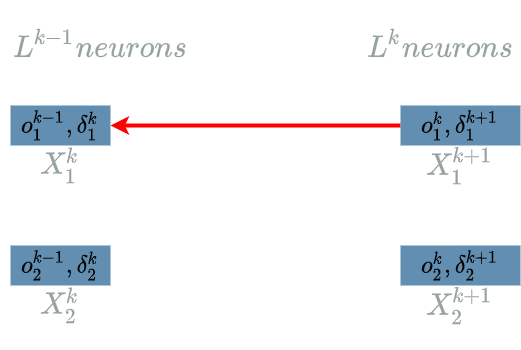 $L^{k-1} neurons$ $L^{k} neurons$
$o_1^{k-1}, \delta_1^{k}$ $o_1^{k}, \delta_1^{k+1}$
$X_1^{k}$ $X_1^{k+1}$
$o_2^{k-1}, \delta_2^{k}$ $o_2^{k}, \delta_2^{k+1}$
$X_2^{k}$ $X_2^{k+1}$